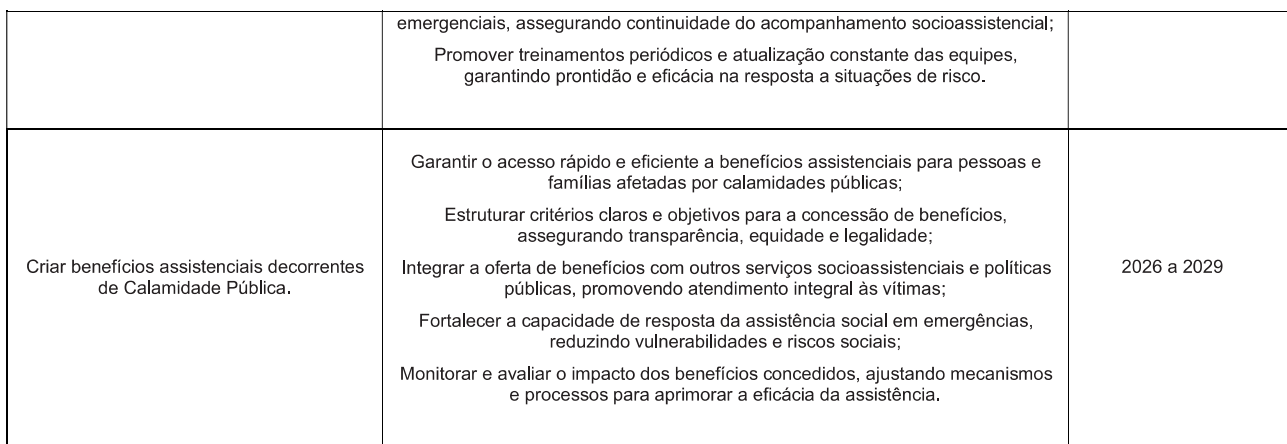 emergenciais, assegurando continuidade do acompanhamento socioassistencial;
Promover treinamentos periódicos e atualização constante das equipes,
garantindo prontidão e eficácia na resposta a situações de risco.
Criar benefícios assistenciais decorrentes
de Calamidade Pública.
Garantir o acesso rápido e eficiente a benefícios assistenciais para pessoas e
famílias afetadas por calamidades públicas;
Estruturar critérios claros e objetivos para a concessão de benefícios,
assegurando transparência, equidade e legalidade;
Integrar a oferta de benefícios com outros serviços socioassistenciais e políticas
públicas, promovendo atendimento integral às vítimas;
Fortalecer a capacidade de resposta da assistência social em emergências,
reduzindo vulnerabilidades e riscos sociais;
Monitorar e avaliar o impacto dos benefícios concedidos, ajustando mecanismos
e processos para aprimorar a eficácia da assistência.
2026 a 2029